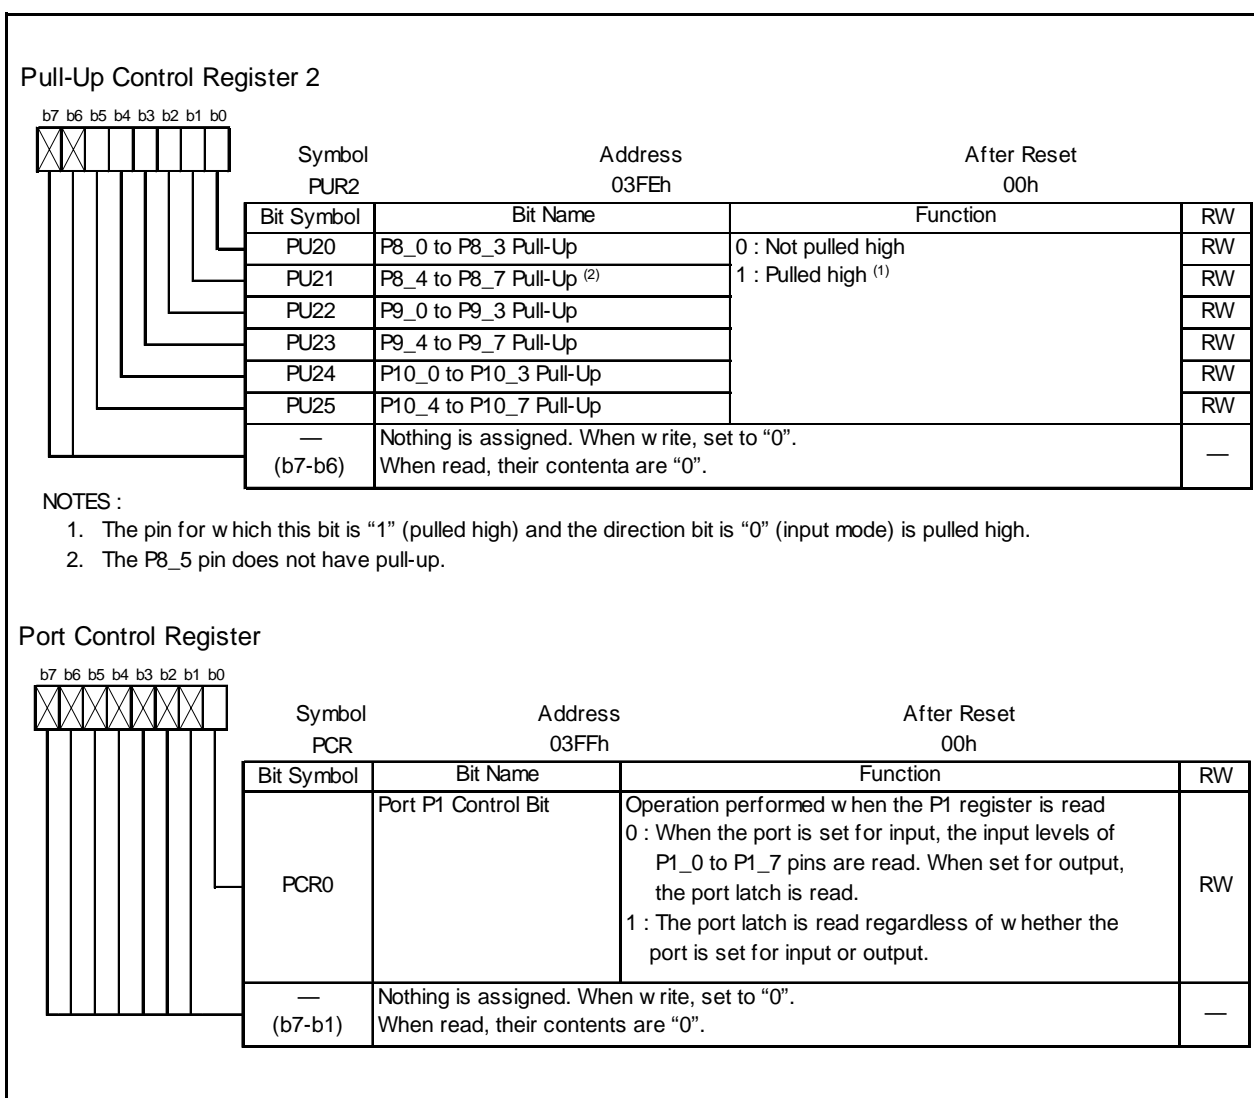 Pull-Up Control Register 2
b7 b6 b5 b4 b3 b2 b1 b0
Symbol Address After Reset
PUR2 03FEh 00h
Bit Symbol Bit Name Function RW
PU20 P8_0 to P8_3 Pull-Up 0 : Not pulled high RW
PU21 P8_4 to P8_7 Pull-Up (2) 1 : Pulled high (1) RW
PU22 P9_0 to P9_3 Pull-Up RW
PU23 P9_4 to P9_7 Pull-Up RW
PU24 P10_0 to P10_3 Pull-Up RW
PU25 P10_4 to P10_7 Pull-Up RW
— Nothing is assigned. When write, set to “0”.
(b7-b6) When read, their contenta are “0”. —
NOTES :
1. The pin for which this bit is “1” (pulled high) and the direction bit is “0” (input mode) is pulled high.
2. The P8_5 pin does not have pull-up.
Port Control Register
b7 b6 b5 b4 b3 b2 b1 b0
Symbol Address After Reset
PCR 03FFh 00h
Bit Symbol Bit Name Function RW
Port P1 Control Bit Operation performed when the P1 register is read
0 : When the port is set for input, the input levels of
P1_0 to P1_7 pins are read. When set for output,
PCR0 the port latch is read. RW
1 : The port latch is read regardless of whether the
port is set for input or output.
— Nothing is assigned. When write, set to “0”.
(b7-b1) When read, their contents are “0”. —